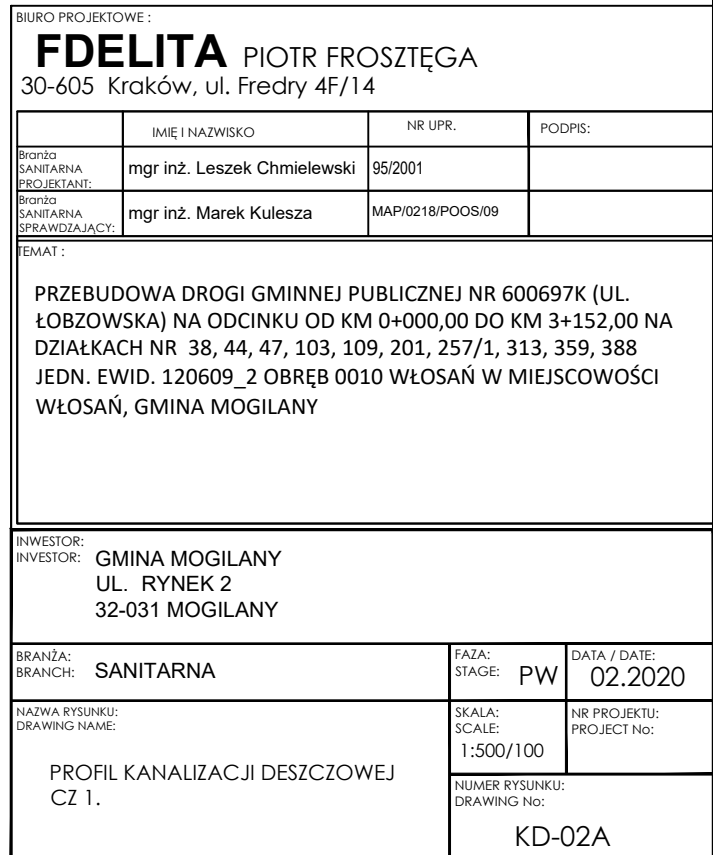 BIURO PROJEKTOWE :
FDELITA PIOTR FROSZTĘGA
30-605 Kraków, ul. Fredry 4F/14
IMIĘ I NAZWISKO NR UPR. PODPIS:
Branża
SANITARNA
PROJEKTANT:
mgr inż. Leszek Chmielewski 95/2001
Branża
SANITARNA
SPRAWDZAJĄCY:
mgr inż. Marek Kulesza MAP/0218/POOS/09
TEMAT :
PRZEBUDOWA DROGI GMINNEJ PUBLICZNEJ NR 600697K (UL.
ŁOBZOWSKA) NA ODCINKU OD KM 0+000,00 DO KM 3+152,00 NA
DZIAŁKACH NR 38, 44, 47, 103, 109, 201, 257/1, 313, 359, 388
JEDN. EWID. 120609_2 OBRĘB 0010 WŁOSAŃ W MIEJSCOWOŚCI
WŁOSAŃ, GMINA MOGILANY
INWESTOR:
INVESTOR: GMINA MOGILANY
UL. RYNEK 2
32-031 MOGILANY
BRANŻA:
BRANCH: SANITARNA
FAZA:
STAGE: PW
DATA / DATE:
02.2020
NAZWA RYSUNKU:
DRAWING NAME:
PROFIL KANALIZACJI DESZCZOWEJ
CZ 1.
SKALA:
SCALE:
1:500/100
NR PROJEKTU:
PROJECT No:
NUMER RYSUNKU:
DRAWING No:
KD-02A